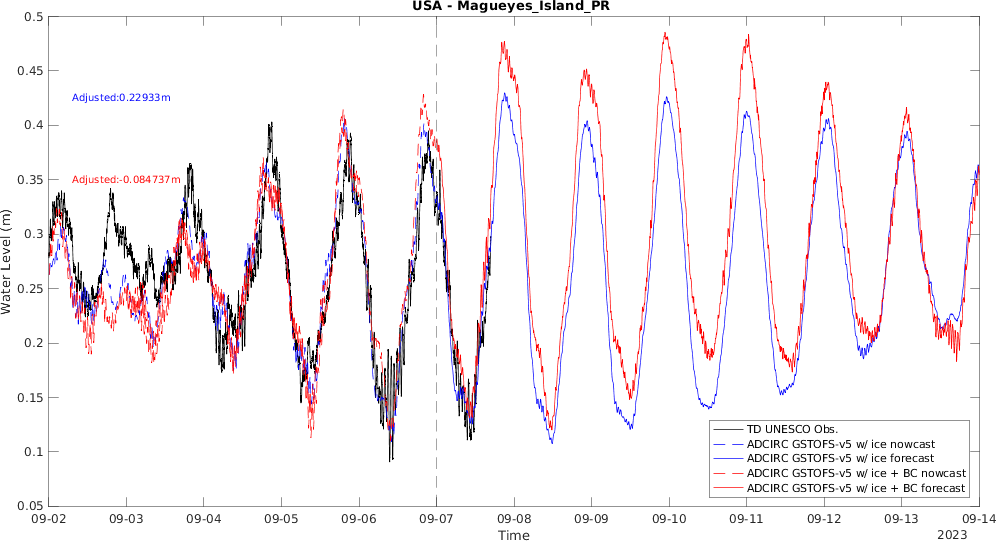 USA - Magueyes_Island_PR
0.5
0.45
0.4
0.35
0.3
0.25
0.2
0.15
0.1
0.05
Water Level (m)
Adjusted:0.22933m
Adjusted:-0.084737m
TD UNESCO Obs.
ADCIRC GSTOFS-v5 w/ ice nowcast
ADCIRC GSTOFS-v5 w/ ice forecast
ADCIRC GSTOFS-v5 w/ ice + BC nowcast
ADCIRC GSTOFS-v5 w/ ice + BC forecast
09-02 09-03 09-04 09-05 09-06 09-07 09-08 09-09 09-10 09-11 09-12 09-13 09-14
Time
2023